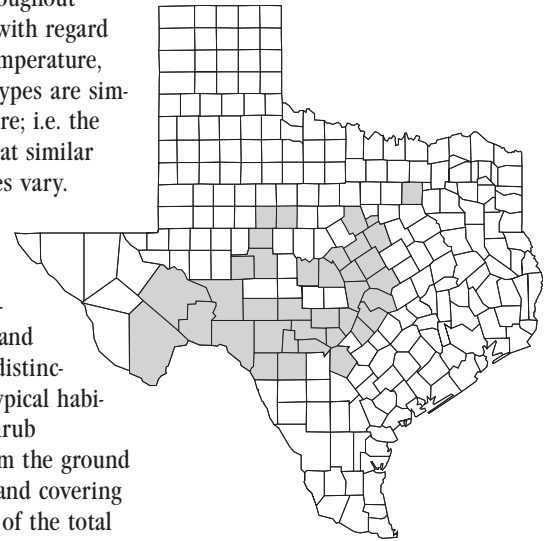 oughout
with regard
mperature,
ypes are sim-
re; i.e. the
at similar
es vary.
-
and
distinc-
ypical habi-
hrub
m the ground
and covering
of the total